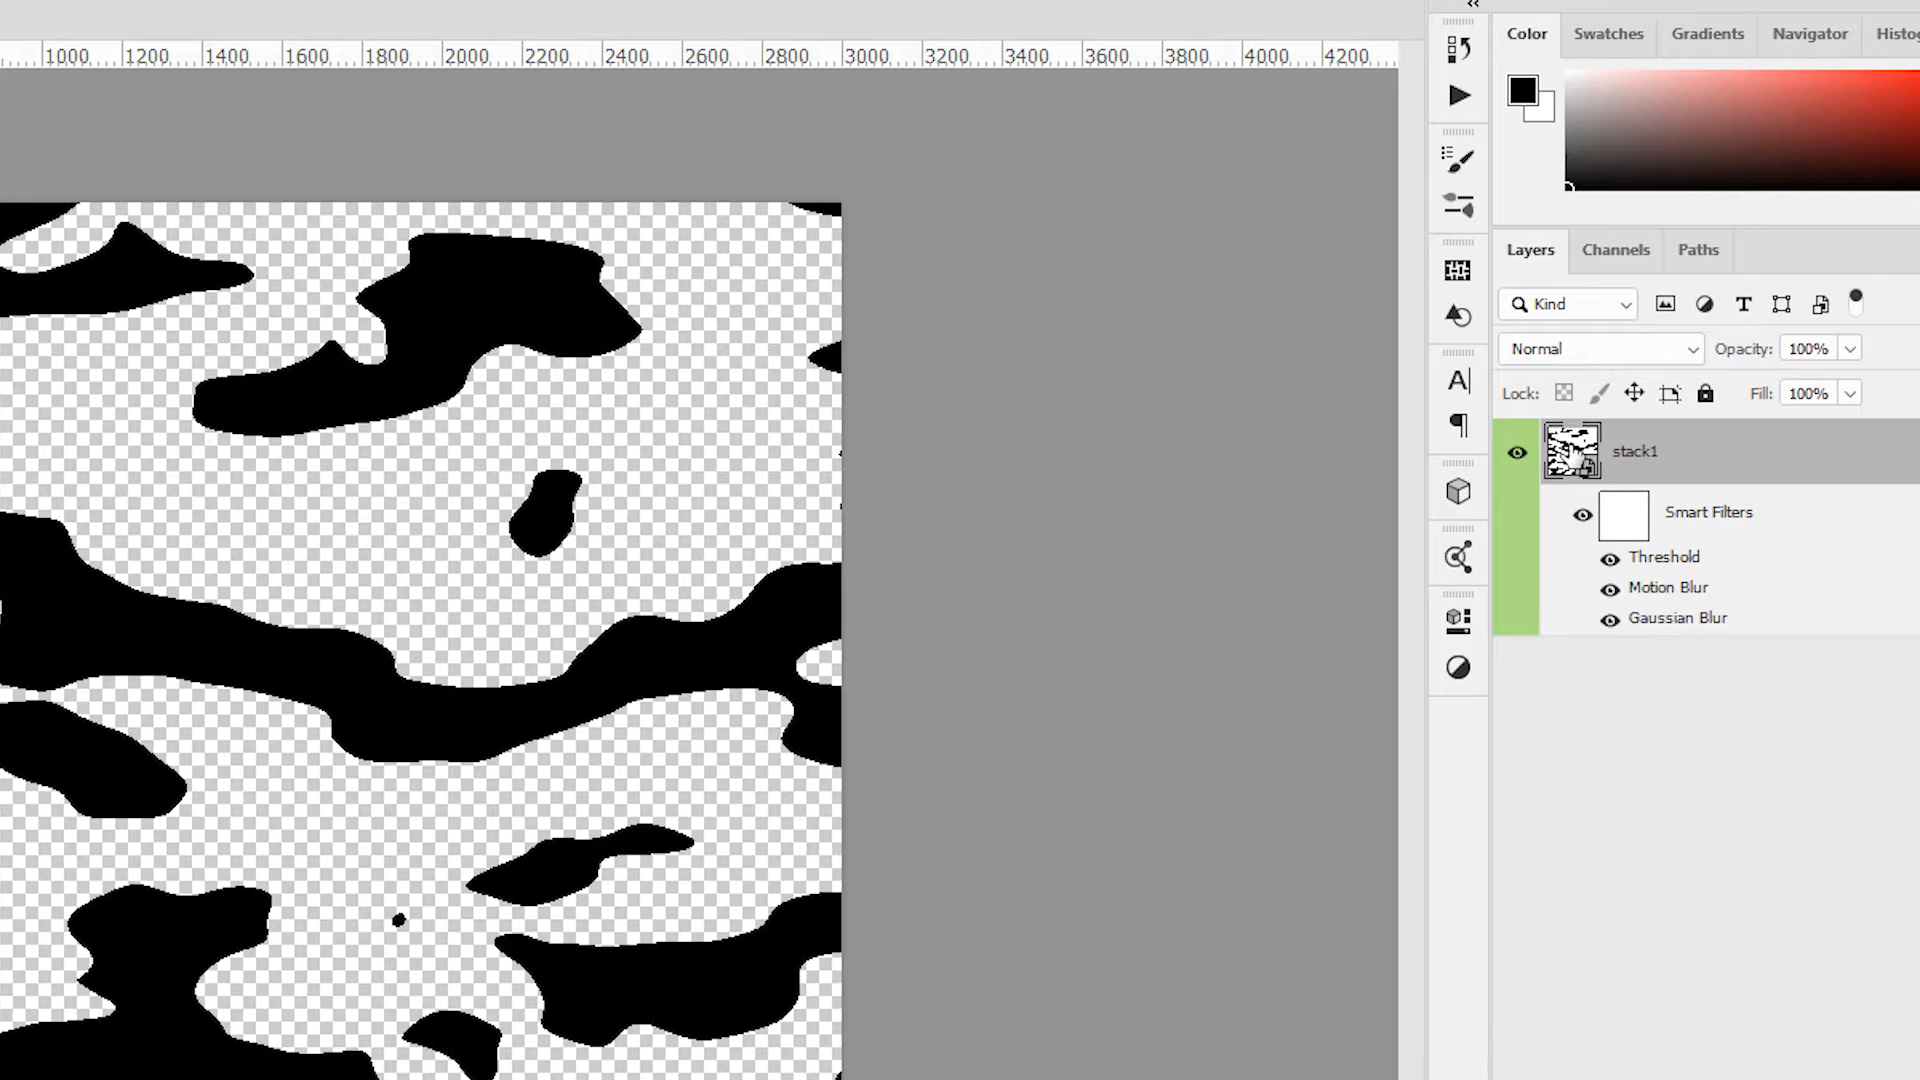 1000 1200 1400 1600 1800 2000 2200 2400 2600 2800 3000 3200 3400 3600 3800 4000 4200
Color Swatches Gradients Navigator Histog
Layers Channels Paths
Kind
Normal Opacity: 100%
Lock: Fill: 100%
stack1
Smart Filters
Threshold
Motion Blur
Gaussian Blur